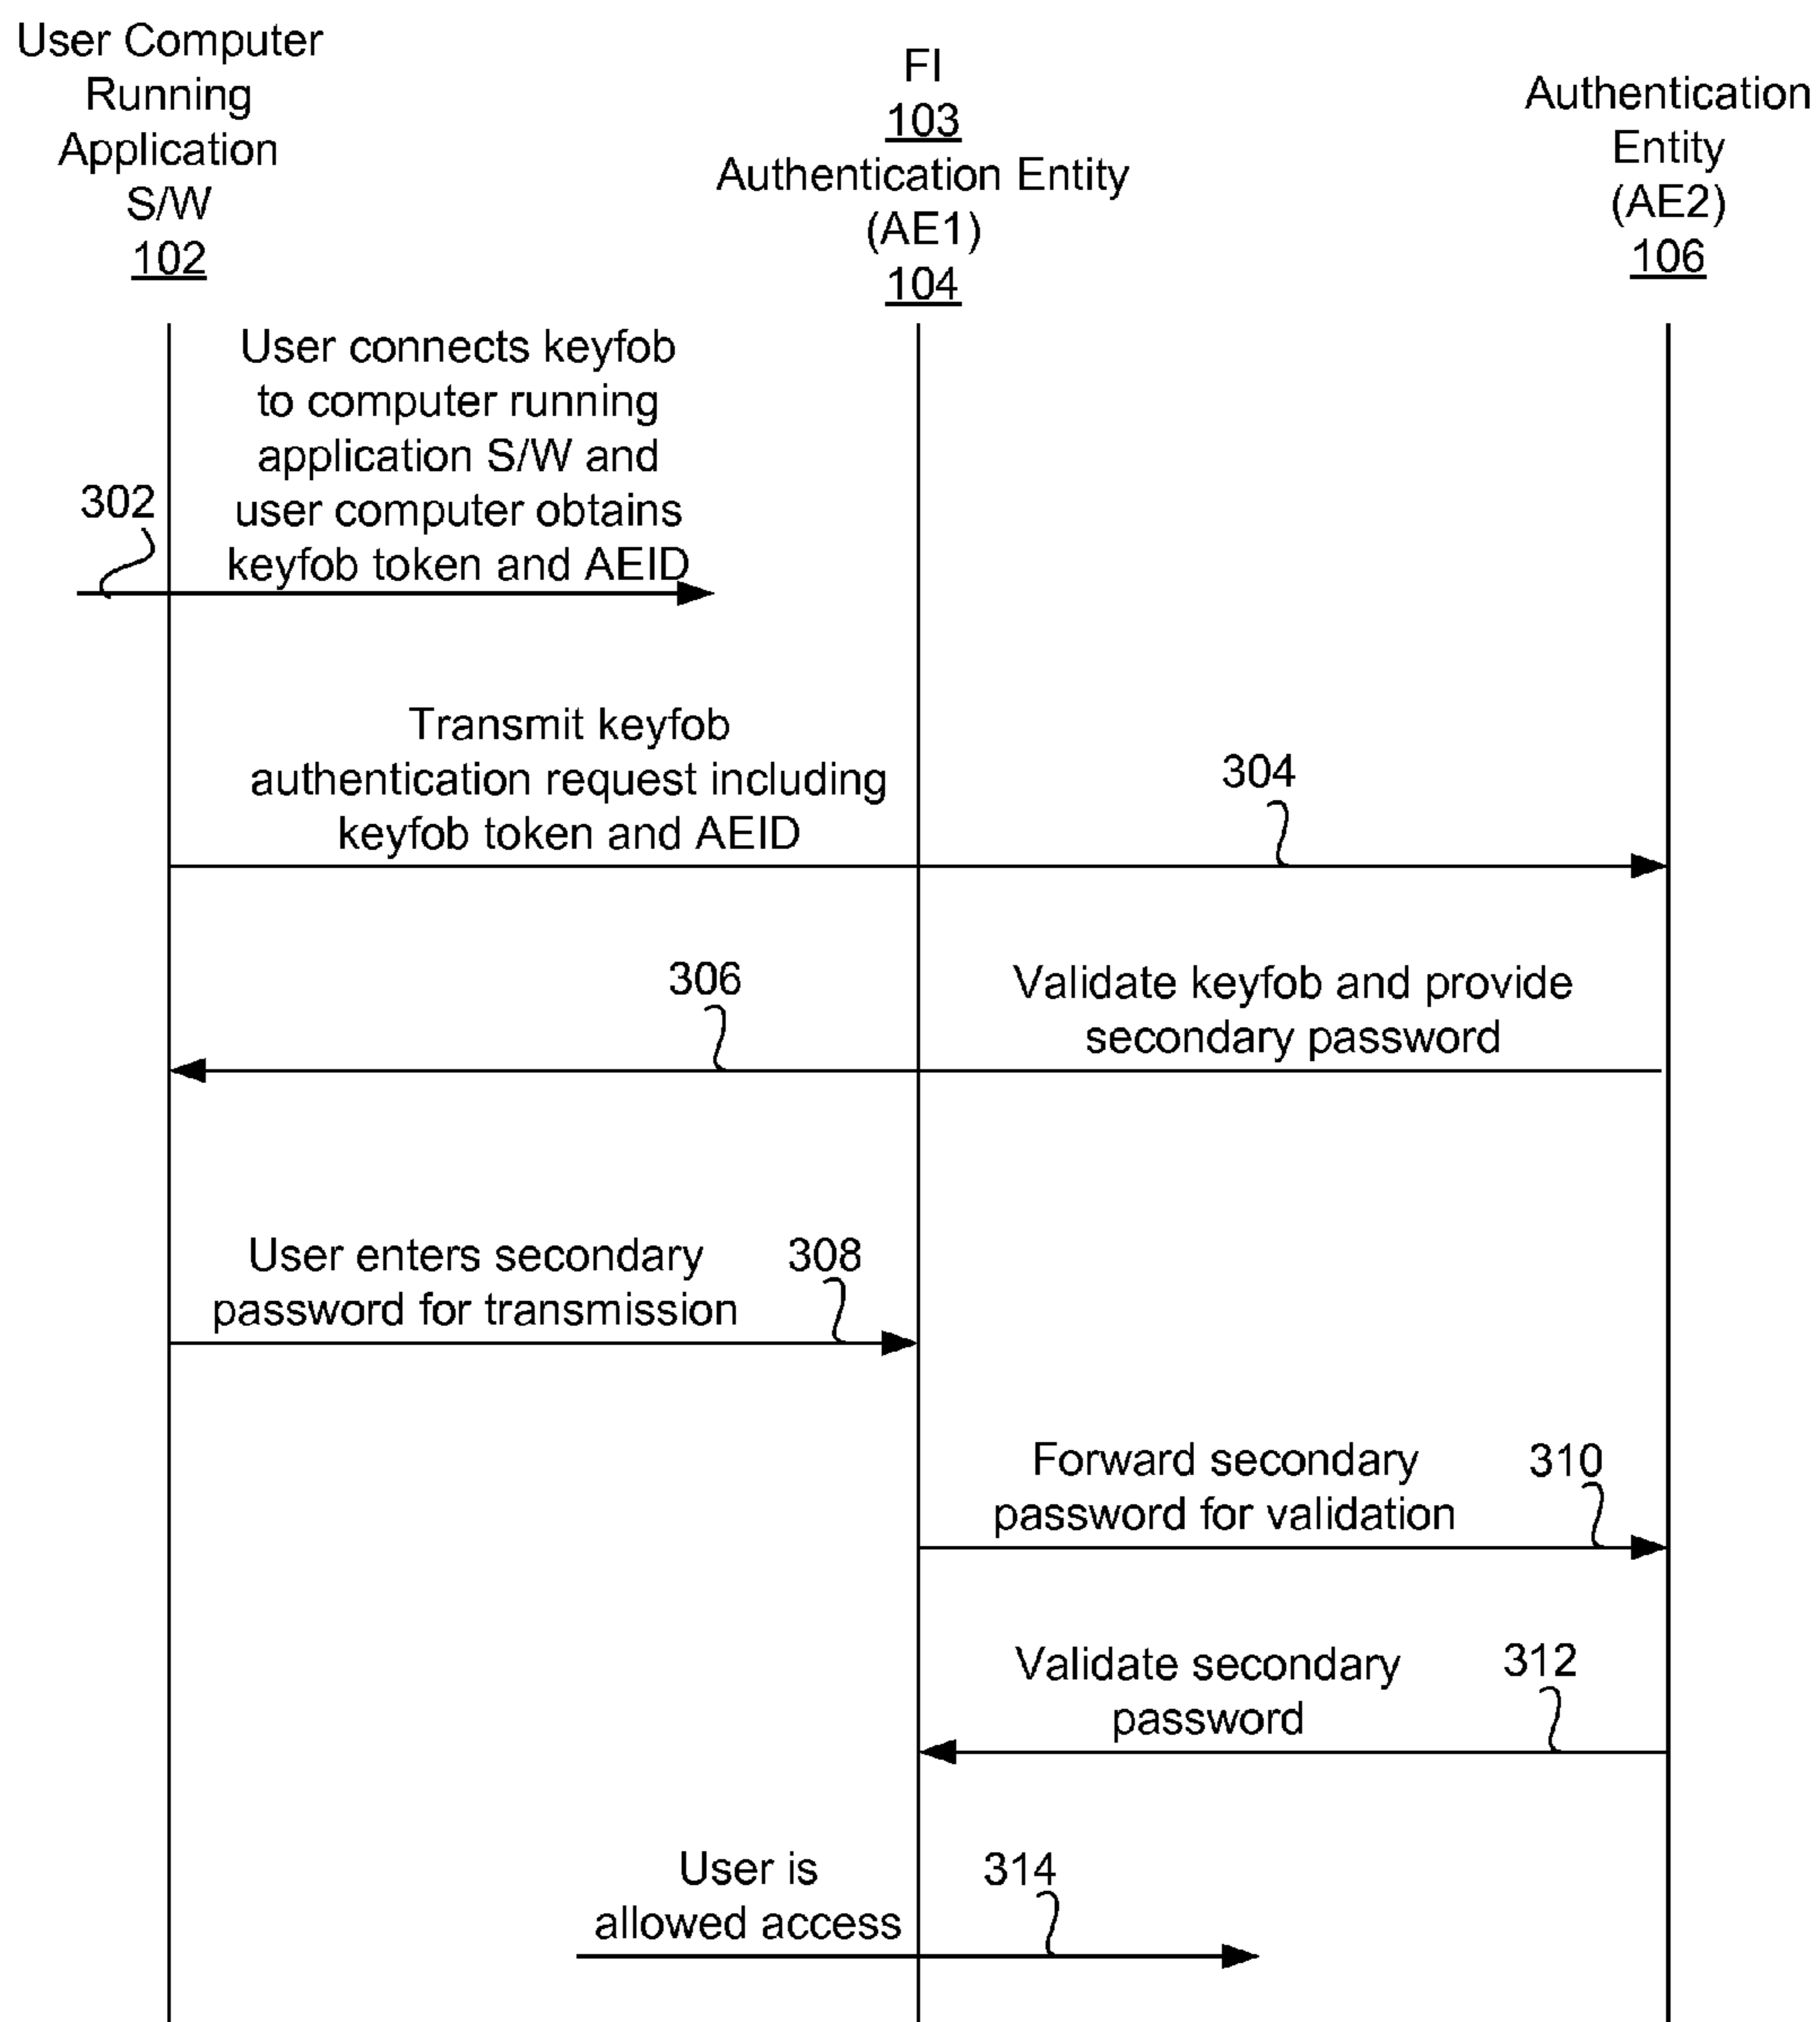 User Computer
Running
Application
S/W
102
FI
103
Authentication Entity
(AE1)
104
Authentication
Entity
(AE2)
106
User connects keyfob
to computer running
application S/W and
user computer obtains
keyfob token and AEID
302
Transmit keyfob
authentication request including
keyfob token and AEID
304
306
Validate keyfob and provide
secondary password
User enters secondary
password for transmission
308
Forward secondary
password for validation
310
Validate secondary
password
312
User is
allowed access
314